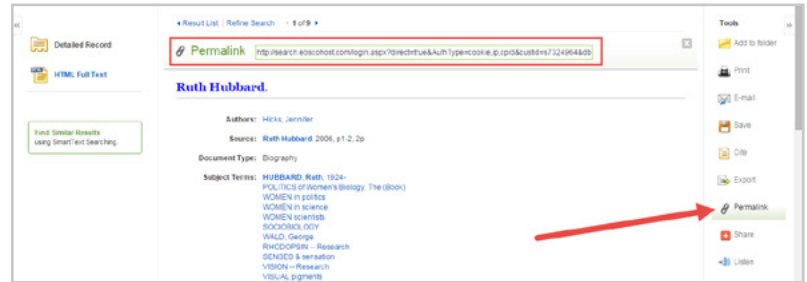 Result List Refine Search 1 of 9
Tools
Detailed Record
HTML Full Text
Find Similar Results
using SmartText Searching.
Permalink http://search.ebscohost.com/login.aspx?direct=true&AuthType=cookie,ip,cpid&custid=s7324964&db
Ruth Hubbard.
Authors: Hicks, Jennifer
Source: Ruth Hubbard; 2006, p1-2, 2p
Document Type: Biography
Subject Terms: HUBBARD, Ruth, 1924-
POLITICS of Women's Biology, The (Book)
WOMEN in politics
WOMEN in science
WOMEN scientists
SOCIOBIOLOGY
WALD, George
RHODOPSIN -- Research
SENSES & sensation
VISION -- Research
VISUAL pigments
Add to folder
Print
E-mail
Save
Cite
Export
Permalink
Share
Listen